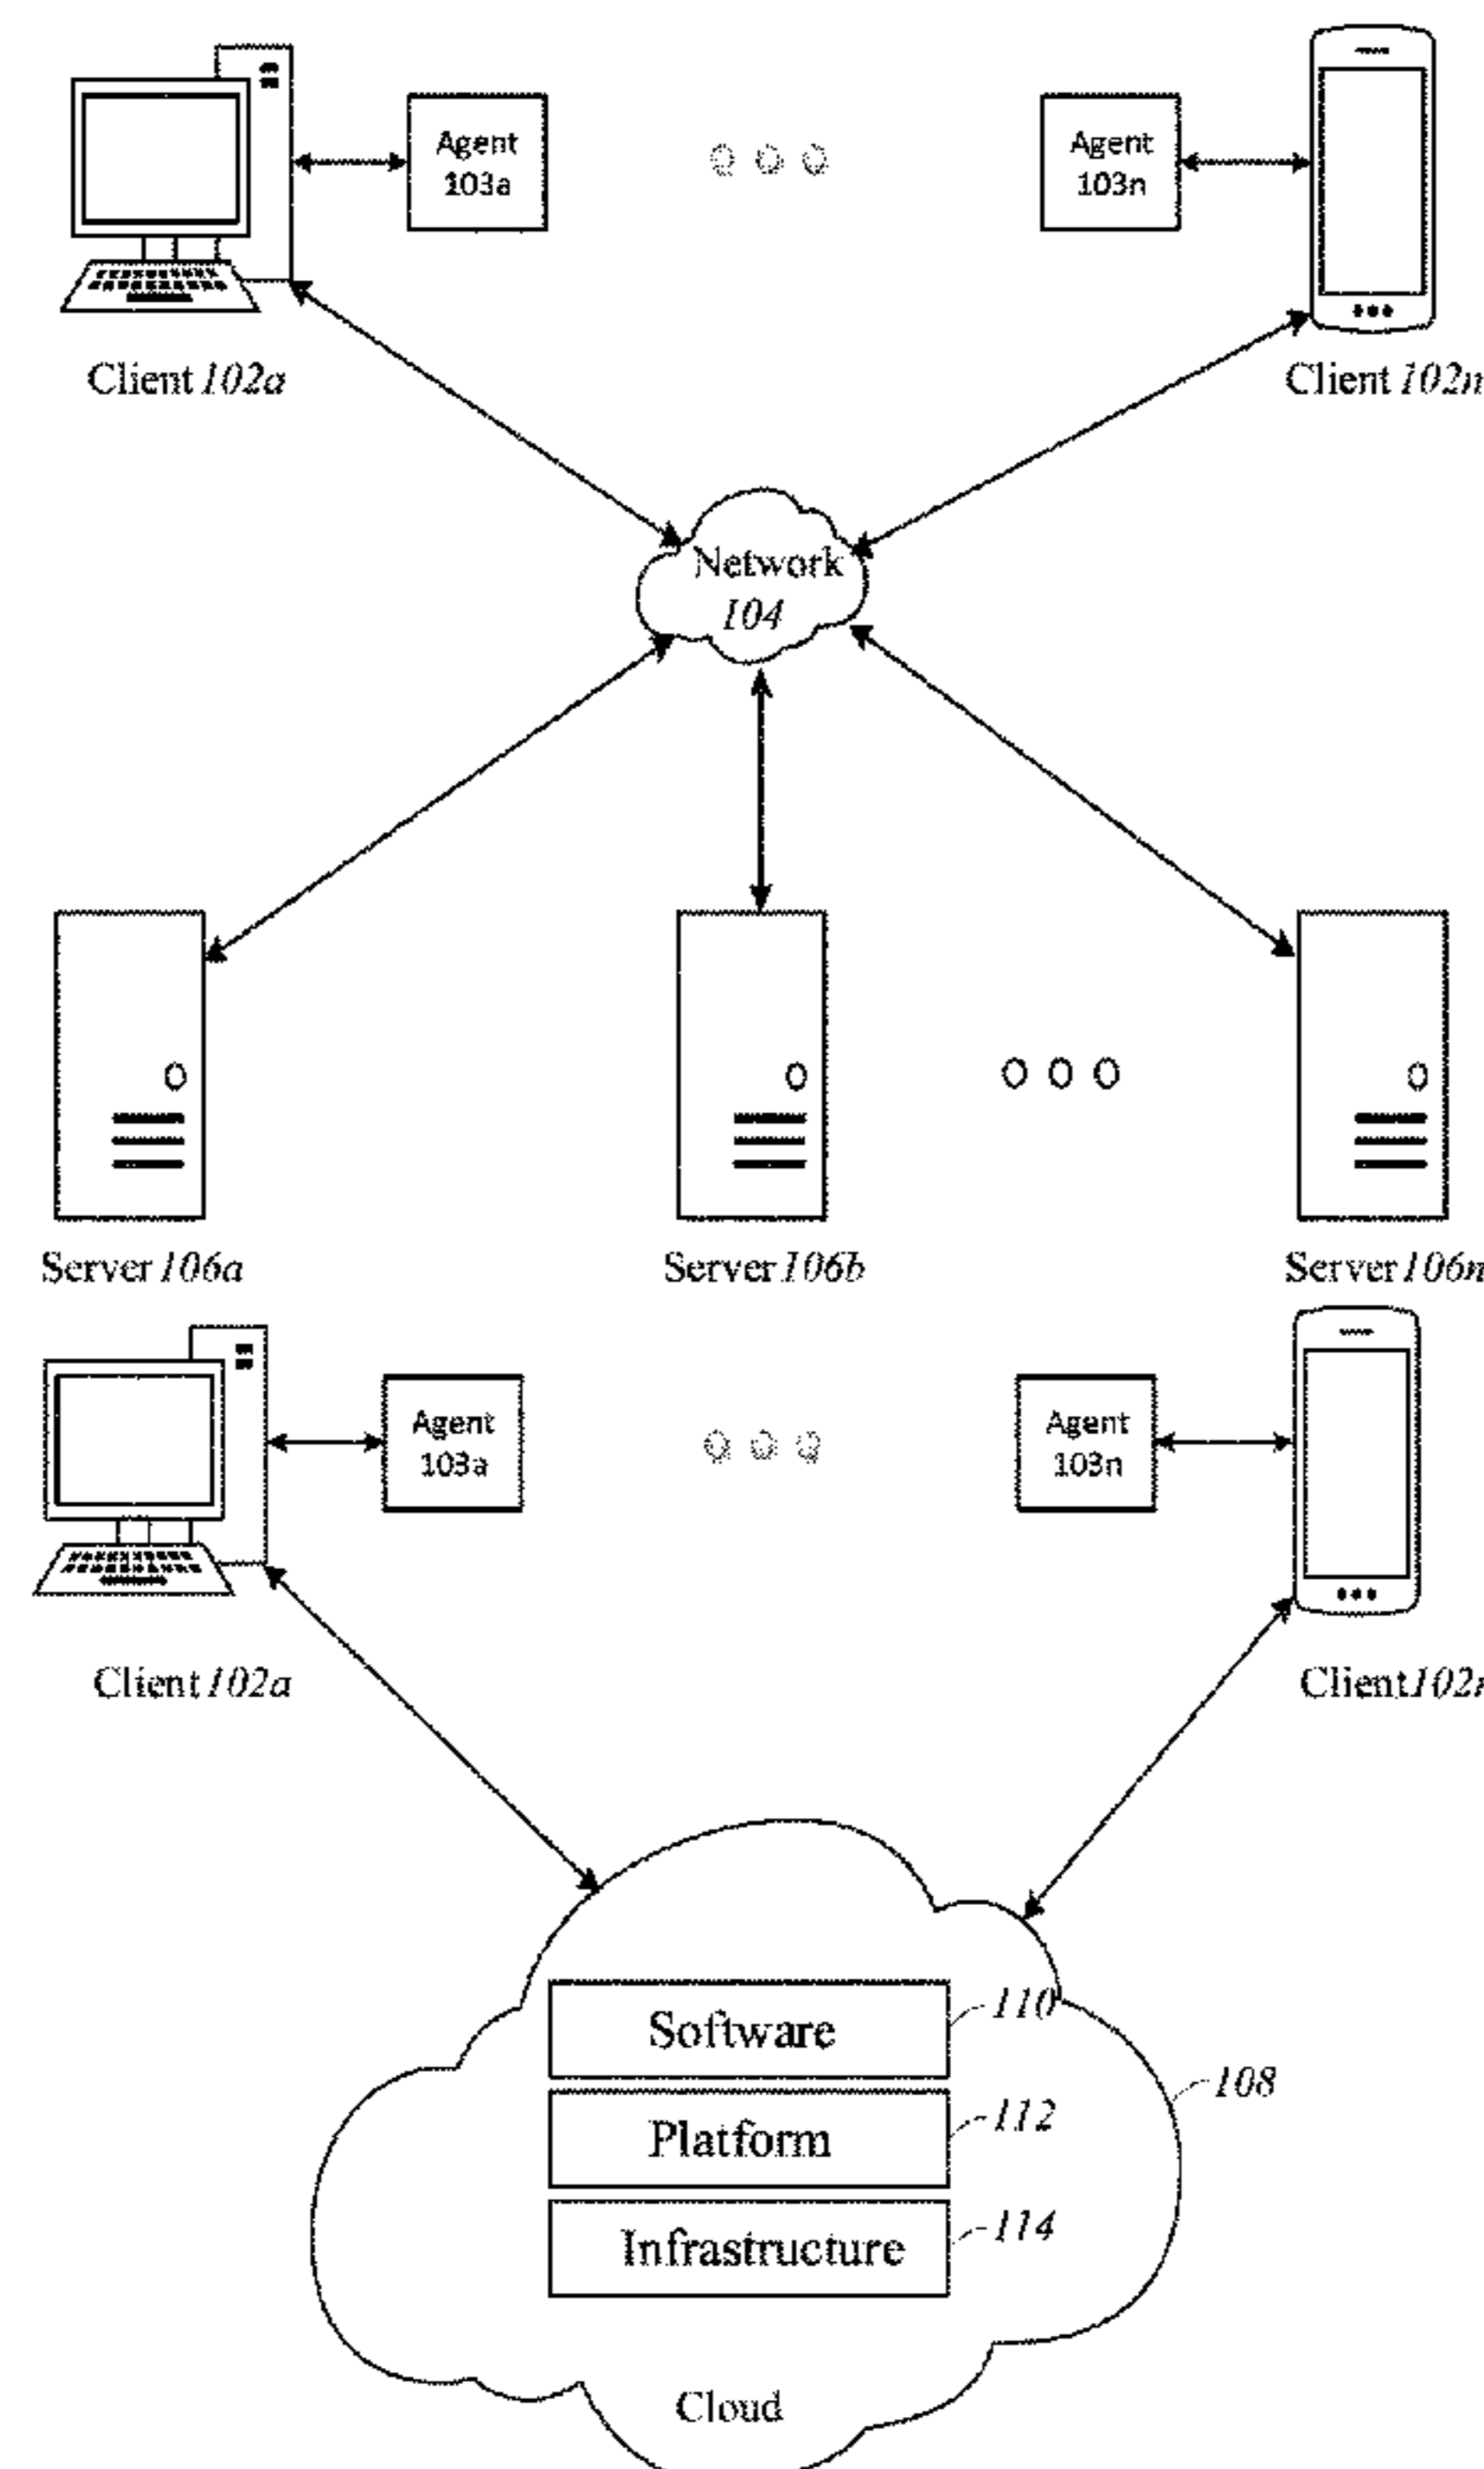 Agent
103a
Agent
103n
Client 102a
Client 102n
Network
104
Server 106a
Server 106b
Server 106n
Agent
103a
Agent
103n
Client 102a
Client
Software
110
108
Platform
112
Infrastructure
114
Cloud